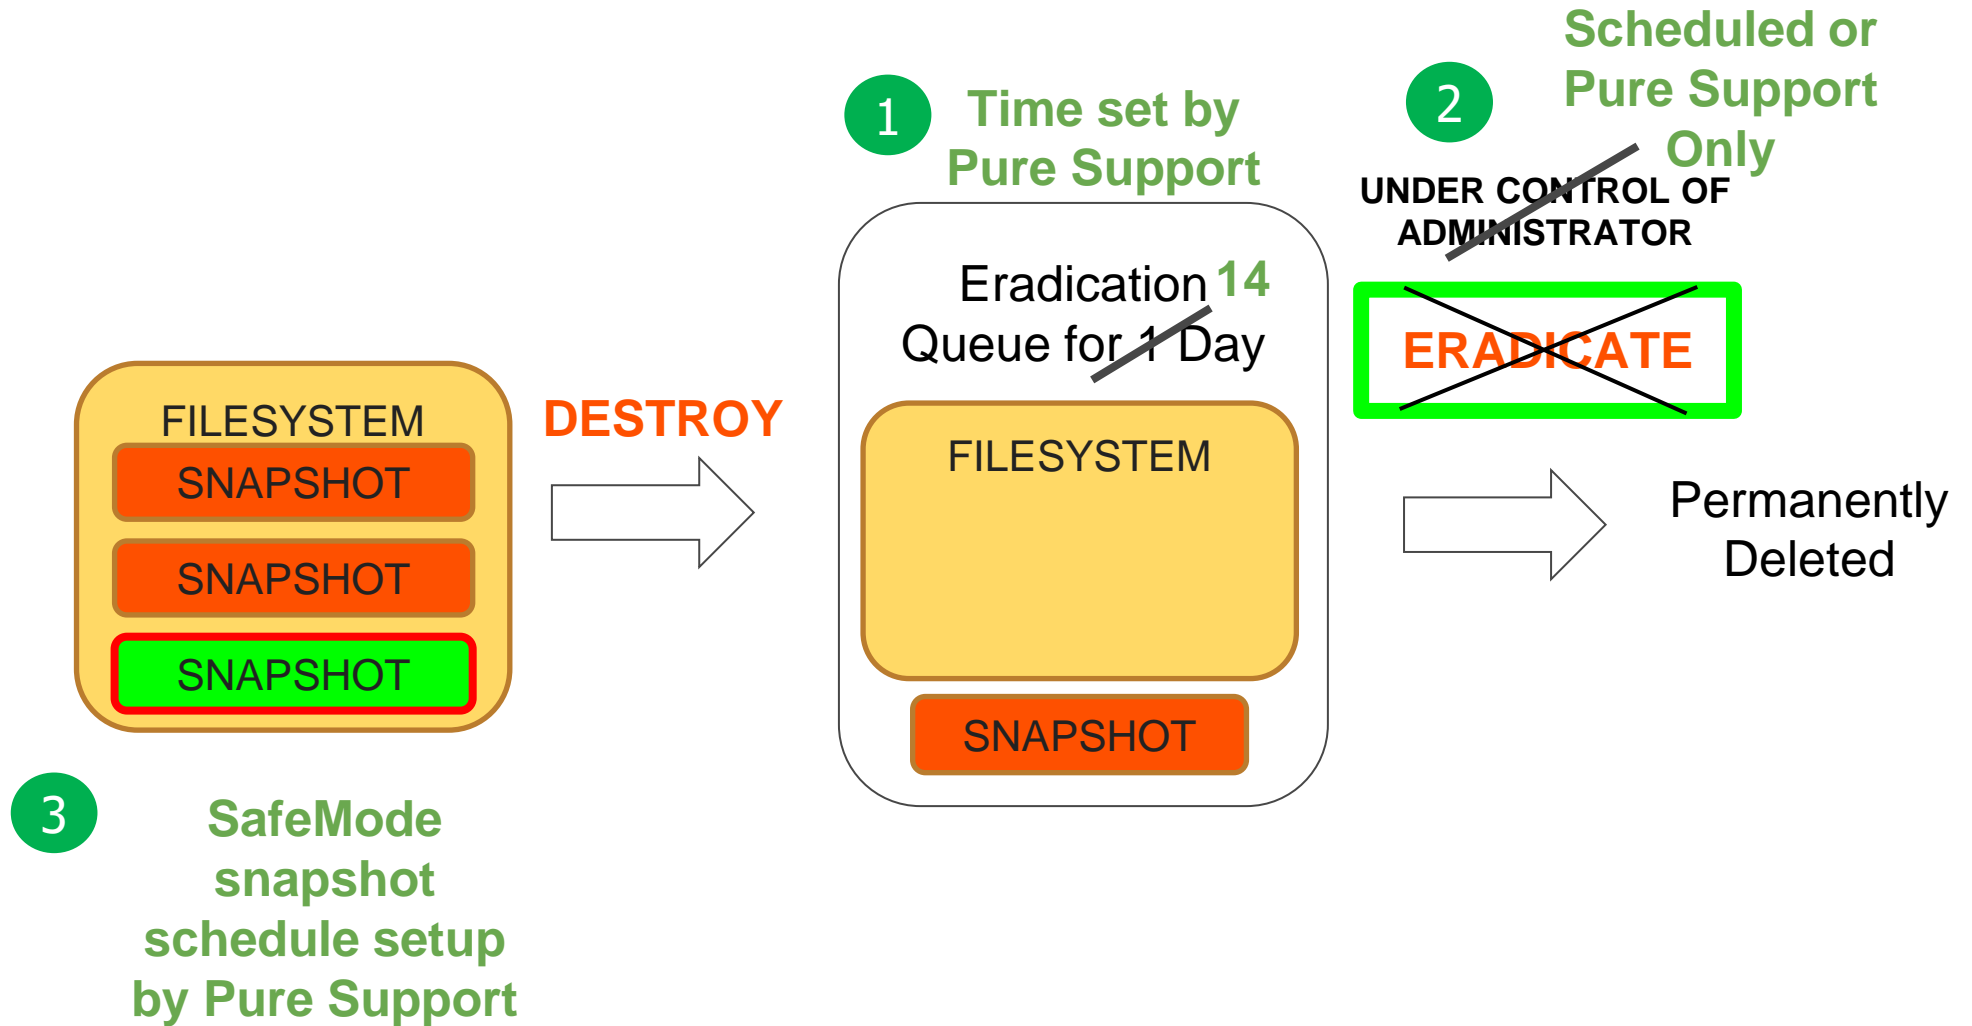 1
Time set by
Pure Support
2
Scheduled or
Pure Support
Only
UNDER CONTROL OF
ADMINISTRATOR
Eradication 14
Queue for 1 Day
ERADICATE
FILESYSTEM
SNAPSHOT
SNAPSHOT
SNAPSHOT
DESTROY
FILESYSTEM
SNAPSHOT
Permanently
Deleted
3
SafeMode
snapshot
schedule setup
by Pure Support